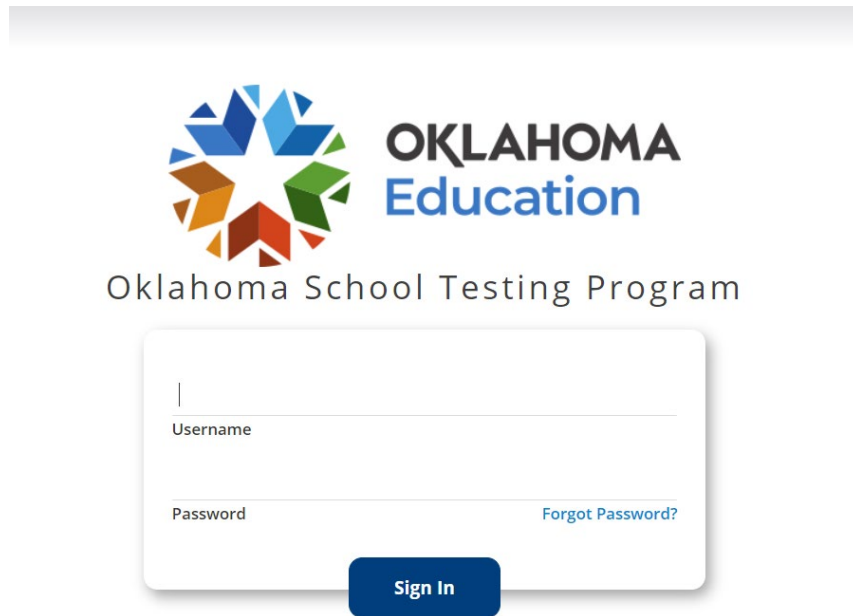 OKLAHOMA
Education
Oklahoma School Testing Program
Username
Password Forgot Password?
Sign In